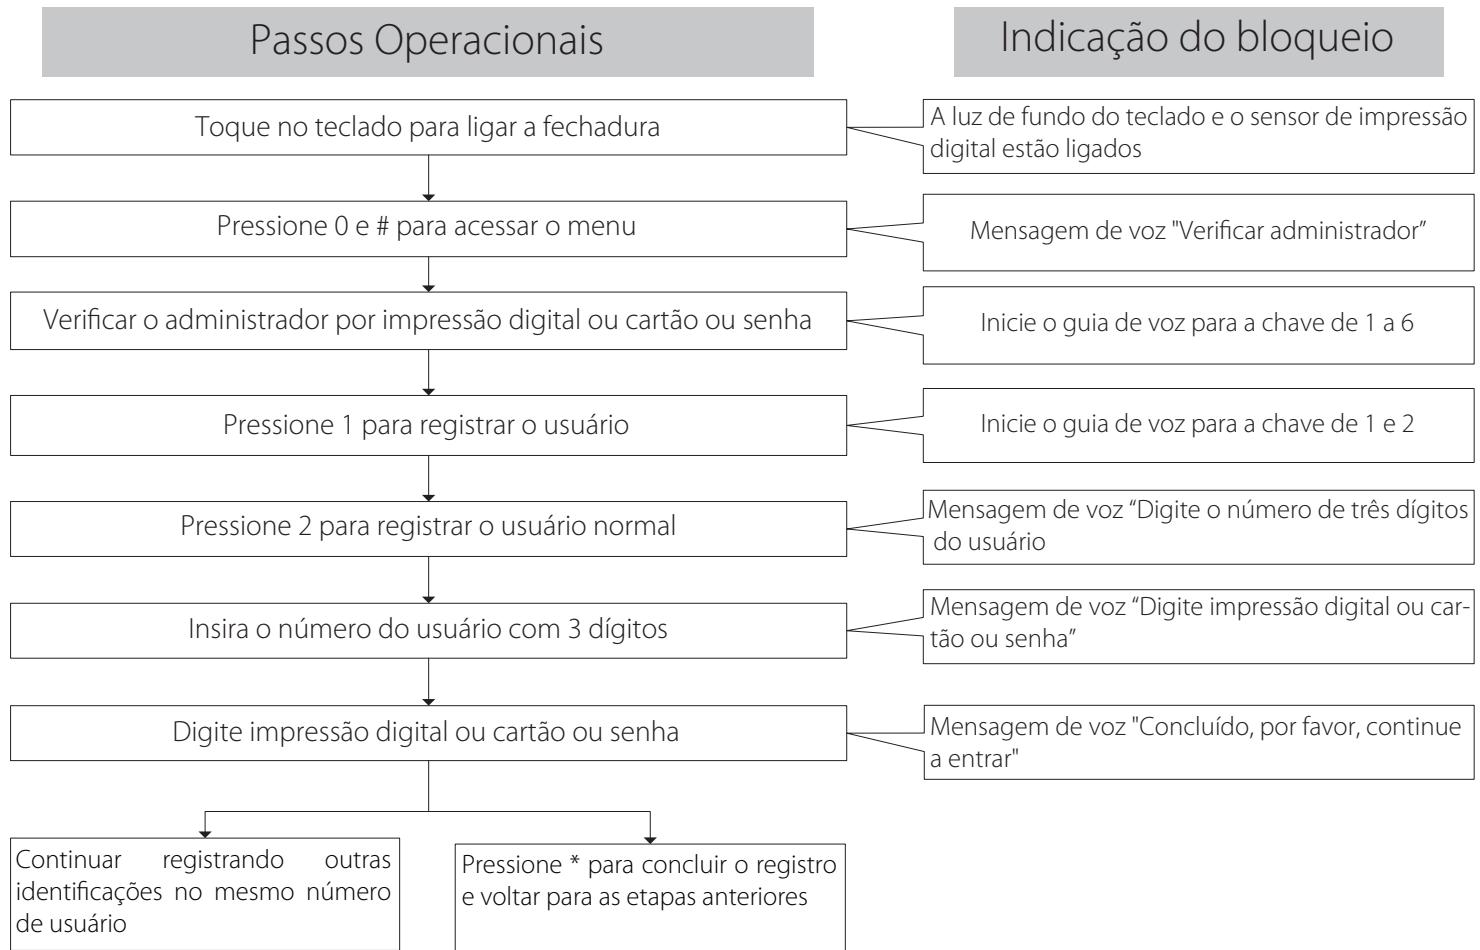 Passos Operacionais
Indicação do bloqueio
Toque no teclado para ligar a fechadura
A luz de fundo do teclado e o sensor de impressão
digital estão ligados
Pressione 0 e # para acessar o menu
Mensagem de voz "Verificar administrador”
Verificar o administrador por impressão digital ou cartão ou senha
Inicie o guia de voz para a chave de 1 a 6
Pressione 1 para registrar o usuário
Inicie o guia de voz para a chave de 1 e 2
Pressione 2 para registrar o usuário normal
Mensagem de voz “Digite o número de três dígitos
do usuário
Insira o número do usuário com 3 dígitos
Mensagem de voz “Digite impressão digital ou car-
tão ou senha”
Digite impressão digital ou cartão ou senha
Mensagem de voz "Concluído, por favor, continue
a entrar"
Continuar registrando outras
identificações no mesmo número
de usuário
Pressione * para concluir o registro
e voltar para as etapas anteriores